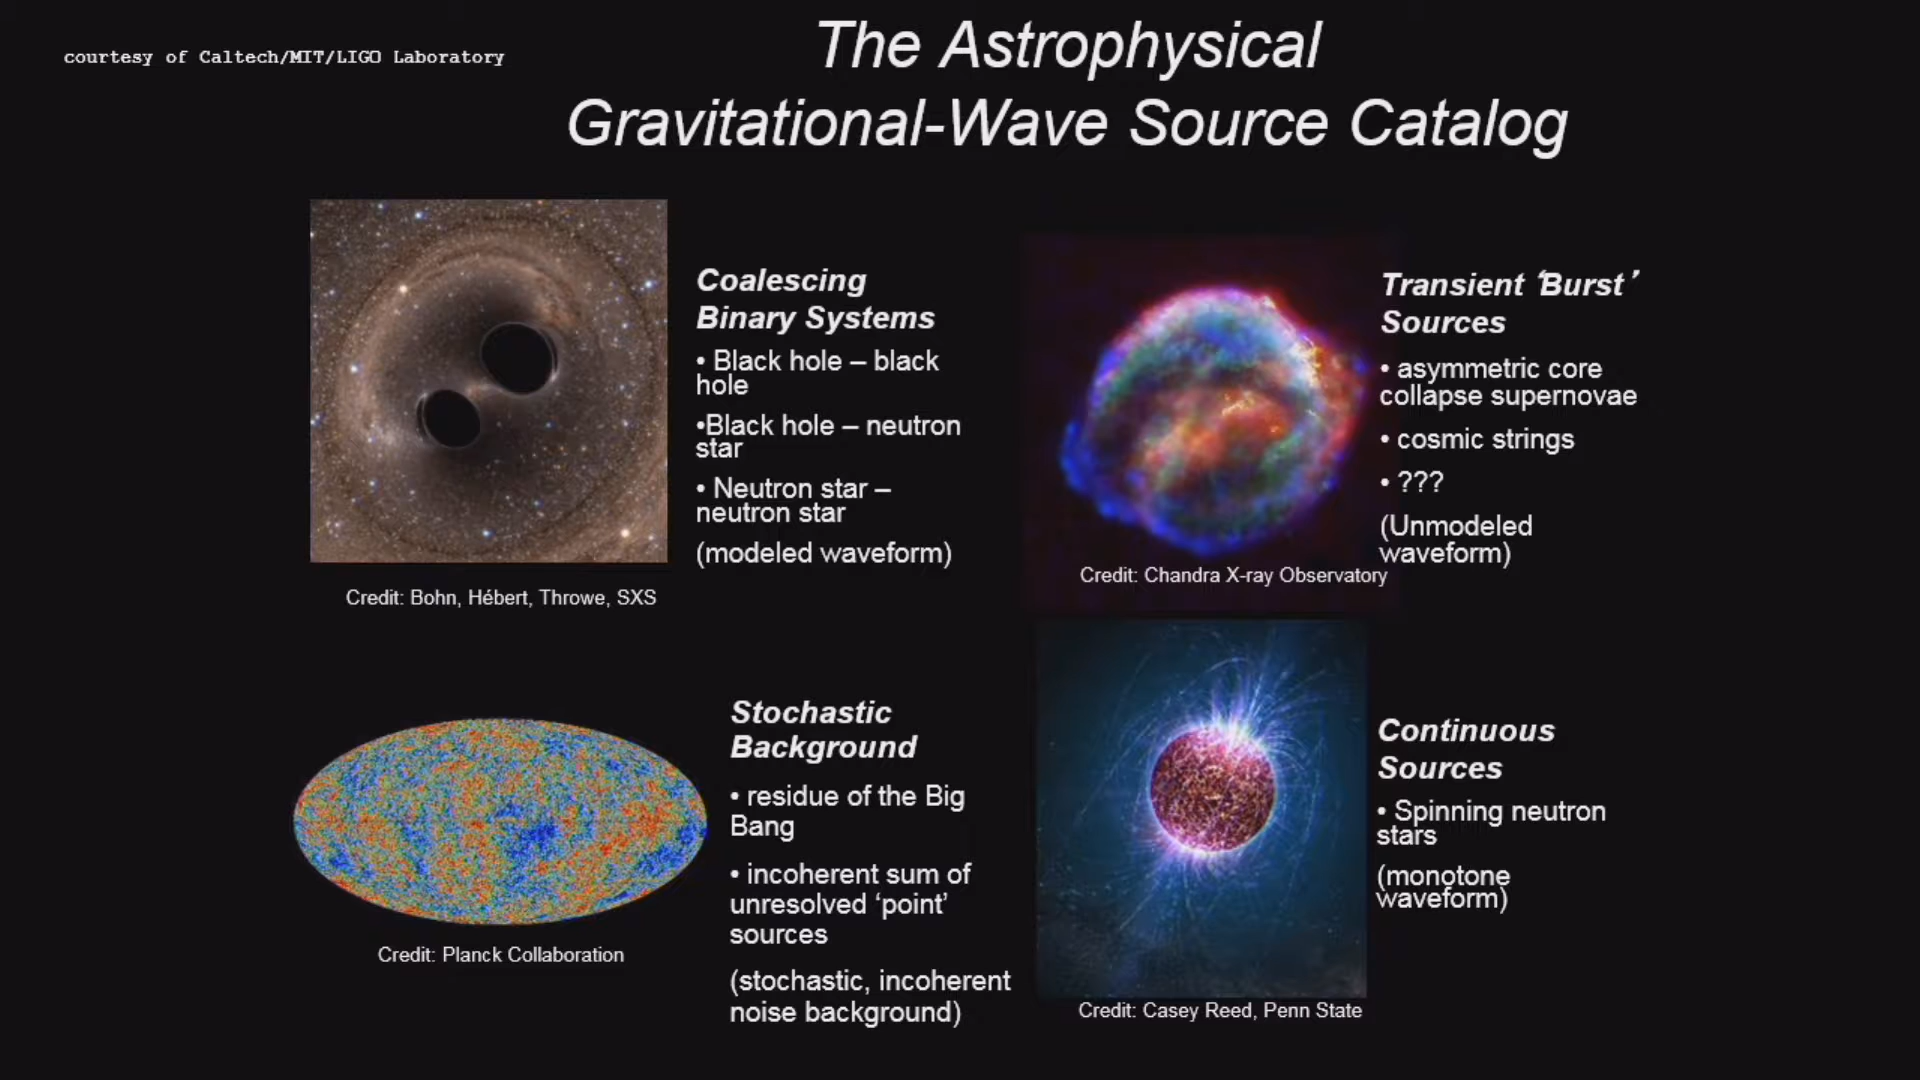 courtesy of Caltech/MIT/LIGO Laboratory
The Astrophysical
Gravitational-Wave Source Catalog
Coalescing
Binary Systems
• Black hole – black
hole
•Black hole – neutron
star
• Neutron star –
neutron star
(modeled waveform)
Credit: Bohn, Hébert, Throwe, SXS
Transient ‘Burst’
Sources
• asymmetric core
collapse supernovae
• cosmic strings
• ???
(Unmodeled
waveform)
Credit: Chandra X-ray Observatory
Stochastic
Background
• residue of the Big
Bang
• incoherent sum of
unresolved ‘point’
sources
(stochastic, incoherent
noise background)
Credit: Planck Collaboration
Continuous
Sources
• Spinning neutron
stars
(monotone
waveform)
Credit: Casey Reed, Penn State